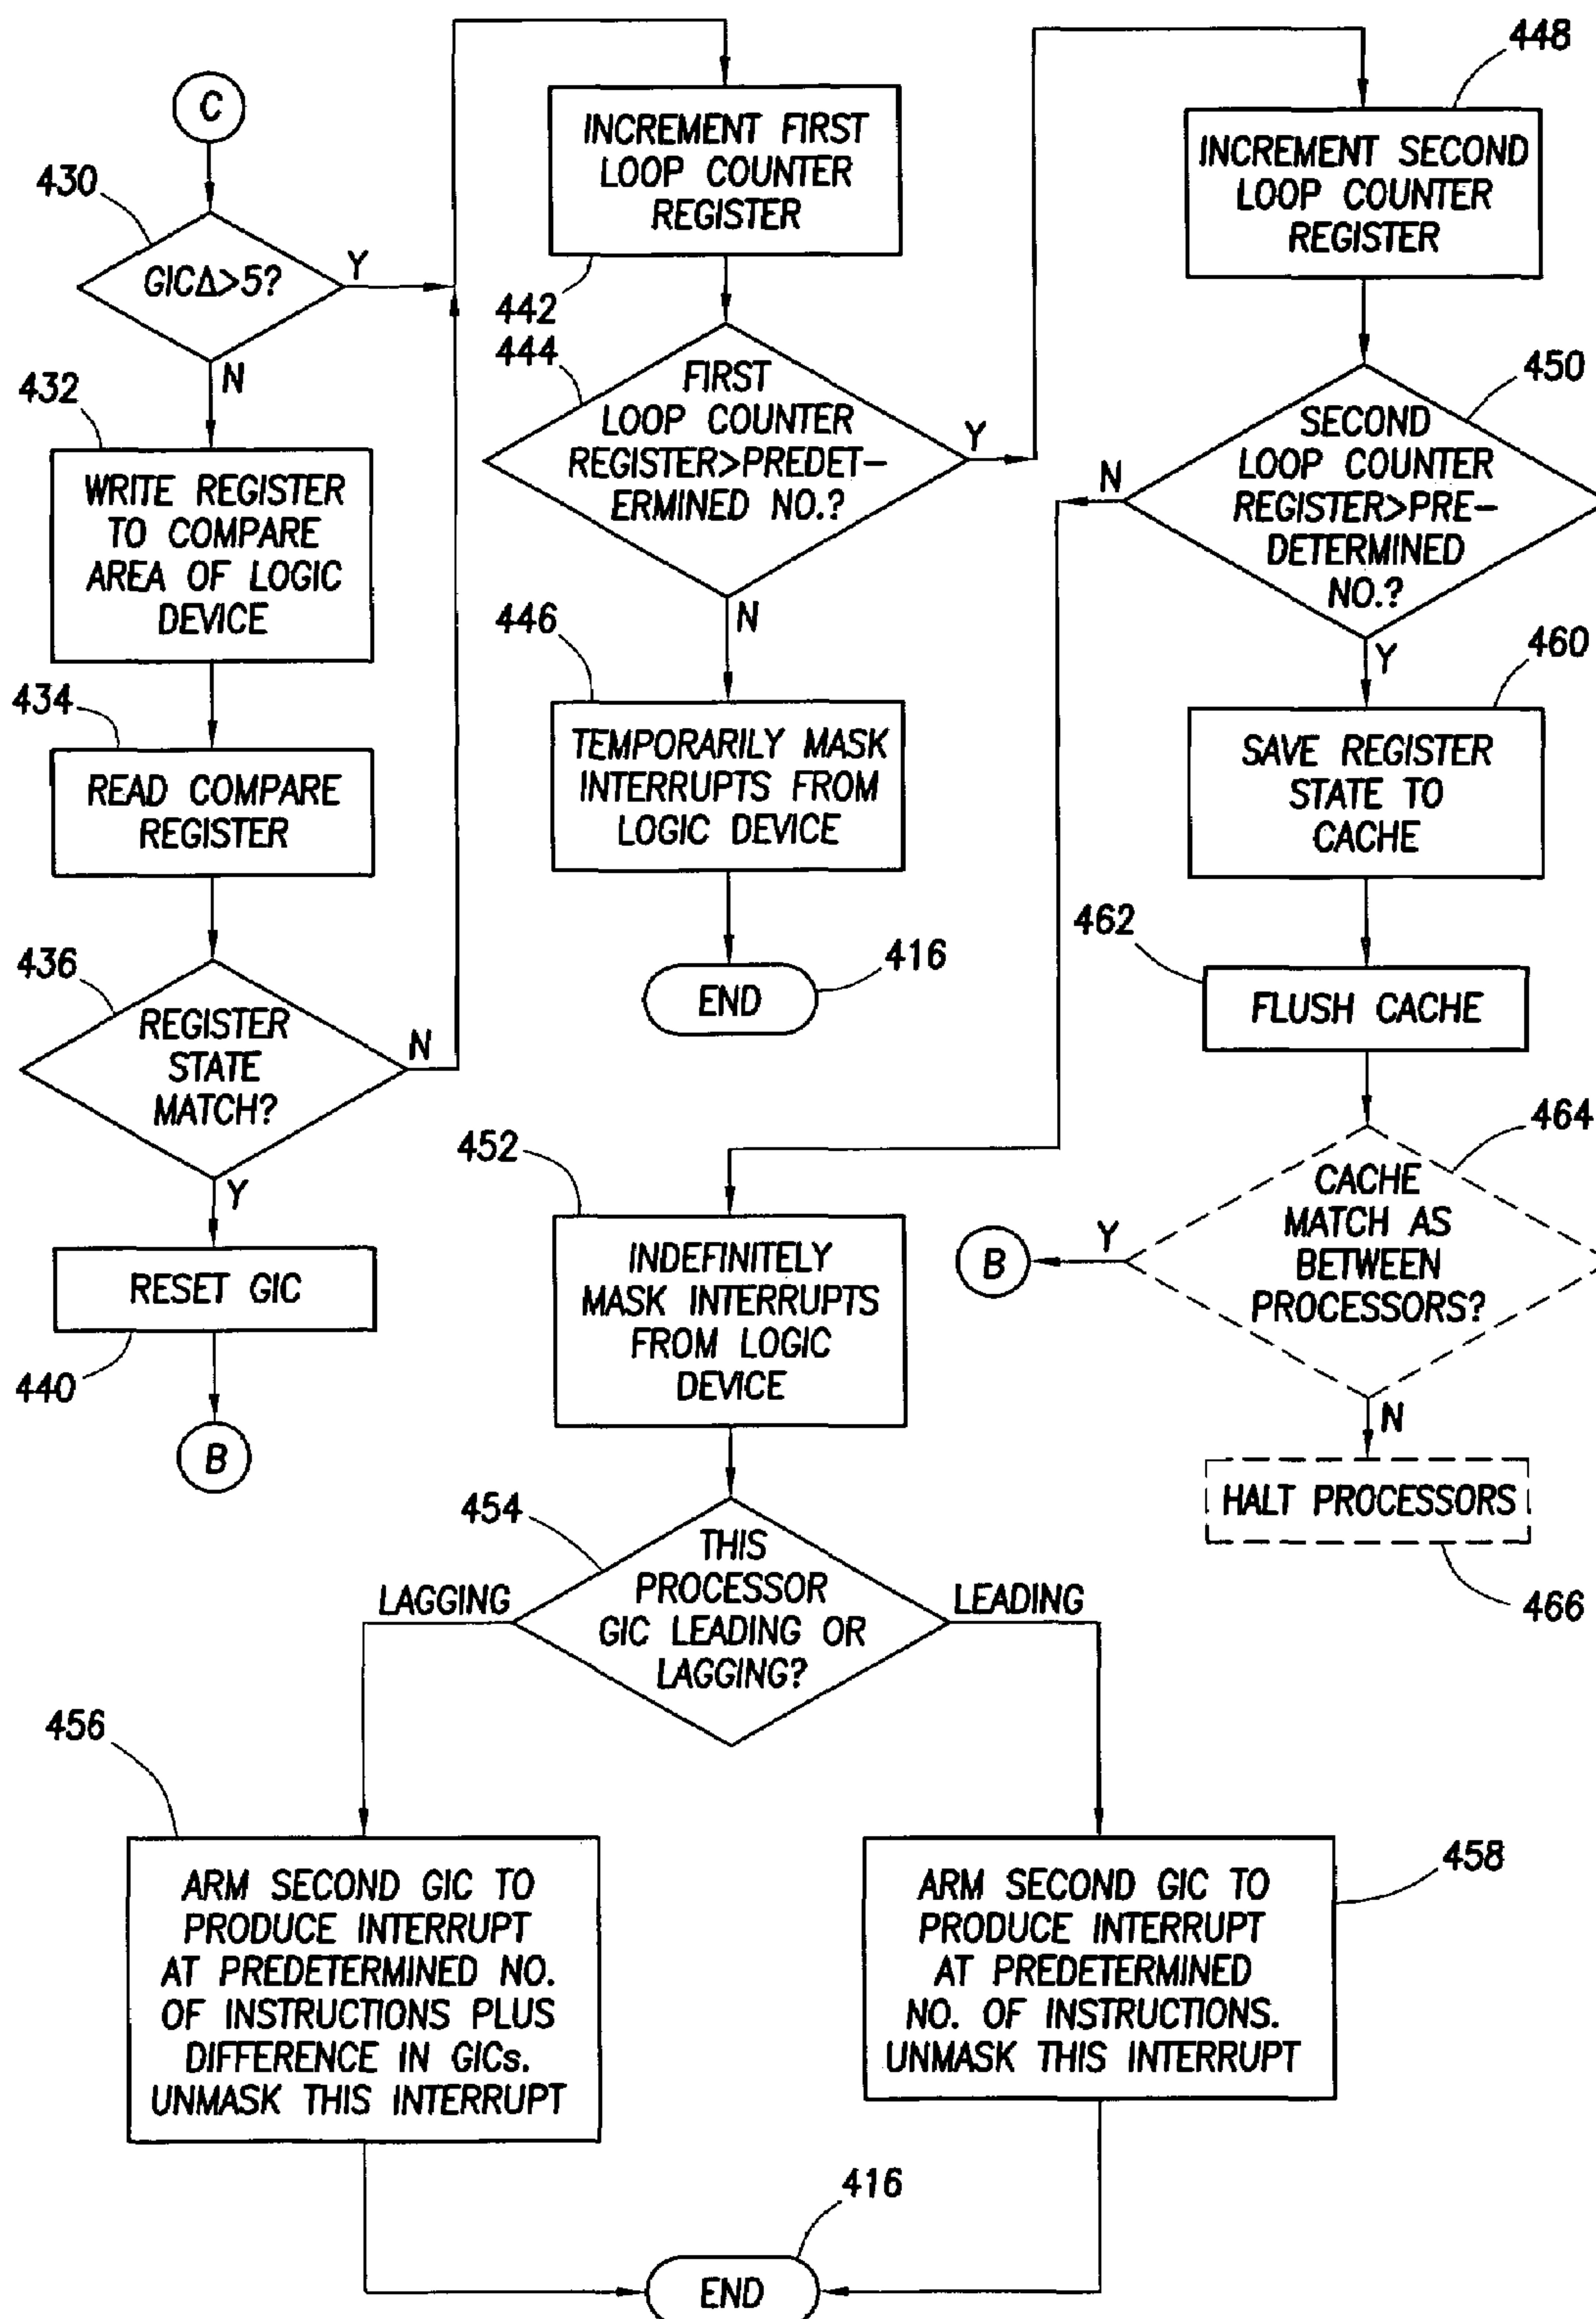 C
430
GICΔ>5?
Y
N
432
WRITE REGISTER
TO COMPARE
AREA OF LOGIC
DEVICE
434
READ COMPARE
REGISTER
436
REGISTER
STATE
MATCH?
N
Y
RESET GIC
440
B
INCREMENT FIRST
LOOP COUNTER
REGISTER
442
444
FIRST
LOOP COUNTER
REGISTER>PREDET-
ERMINED NO.?
Y
N
446
TEMPORARILY MASK
INTERRUPTS FROM
LOGIC DEVICE
END
416
448
INCREMENT SECOND
LOOP COUNTER
REGISTER
450
SECOND
LOOP COUNTER
REGISTER>PRE-
DETERMINED
NO.?
N
Y
460
SAVE REGISTER
STATE TO
CACHE
462
FLUSH CACHE
464
CACHE
MATCH AS
BETWEEN
PROCESSORS?
Y
B
N
HALT PROCESSORS
466
452
INDEFINITELY
MASK INTERRUPTS
FROM LOGIC
DEVICE
454
THIS
PROCESSOR
GIC LEADING OR
LAGGING?
LAGGING
LEADING
456
ARM SECOND GIC TO
PRODUCE INTERRUPT
AT PREDETERMINED NO.
OF INSTRUCTIONS PLUS
DIFFERENCE IN GICs.
UNMASK THIS INTERRUPT
458
ARM SECOND GIC TO
PRODUCE INTERRUPT
AT PREDETERMINED
NO. OF INSTRUCTIONS.
UNMASK THIS INTERRUPT
416
END